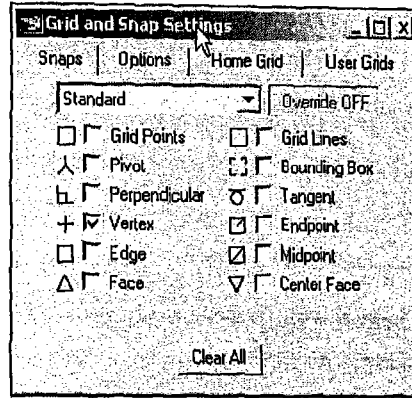 Grid and Snap Settings
Snaps Options Home Grid User Grids
Standard Override OFF
Grid Points Grid Lines
Pivot Bounding Box
Perpendicular Tangent
Vertex Endpoint
Edge Midpoint
Face Center Face
Clear All